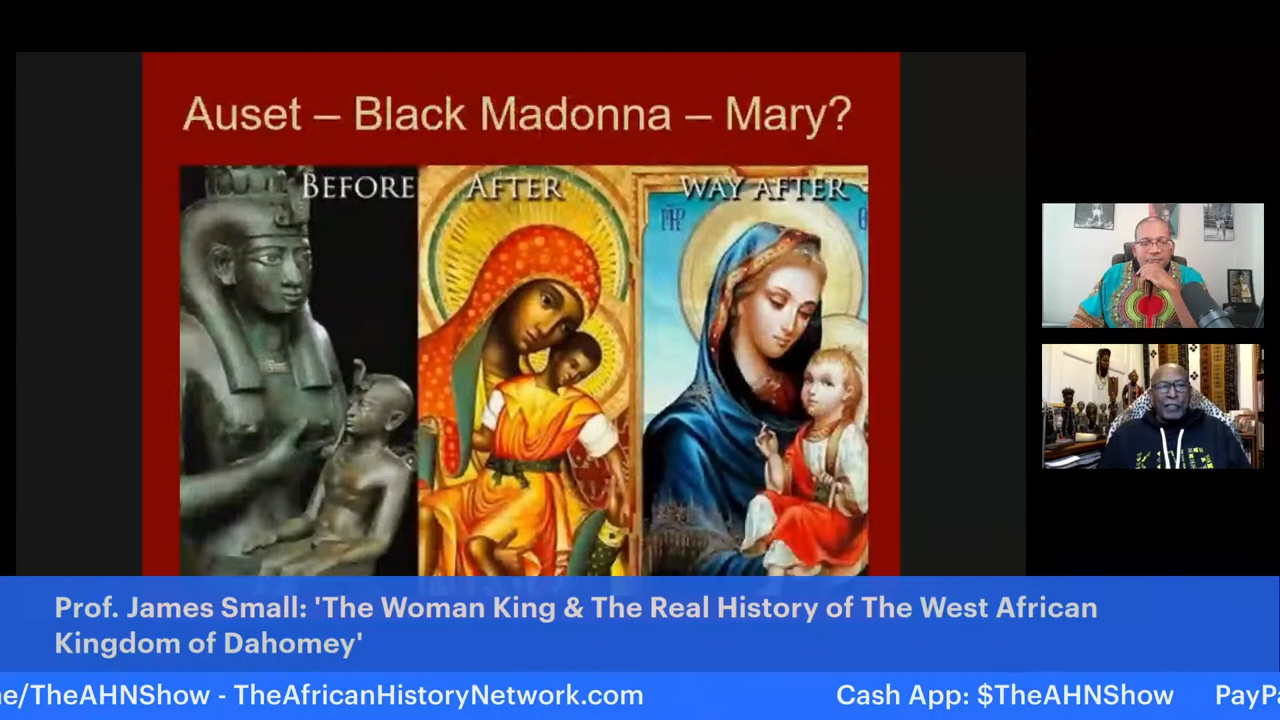 Auset – Black Madonna – Mary?
BEFORE
AFTER
WAY AFTER
Prof. James Small: 'The Woman King & The Real History of The West African
Kingdom of Dahomey'
e/TheAHNShow - TheAfricanHistoryNetwork.com
Cash App: $TheAHNShow
PayPa